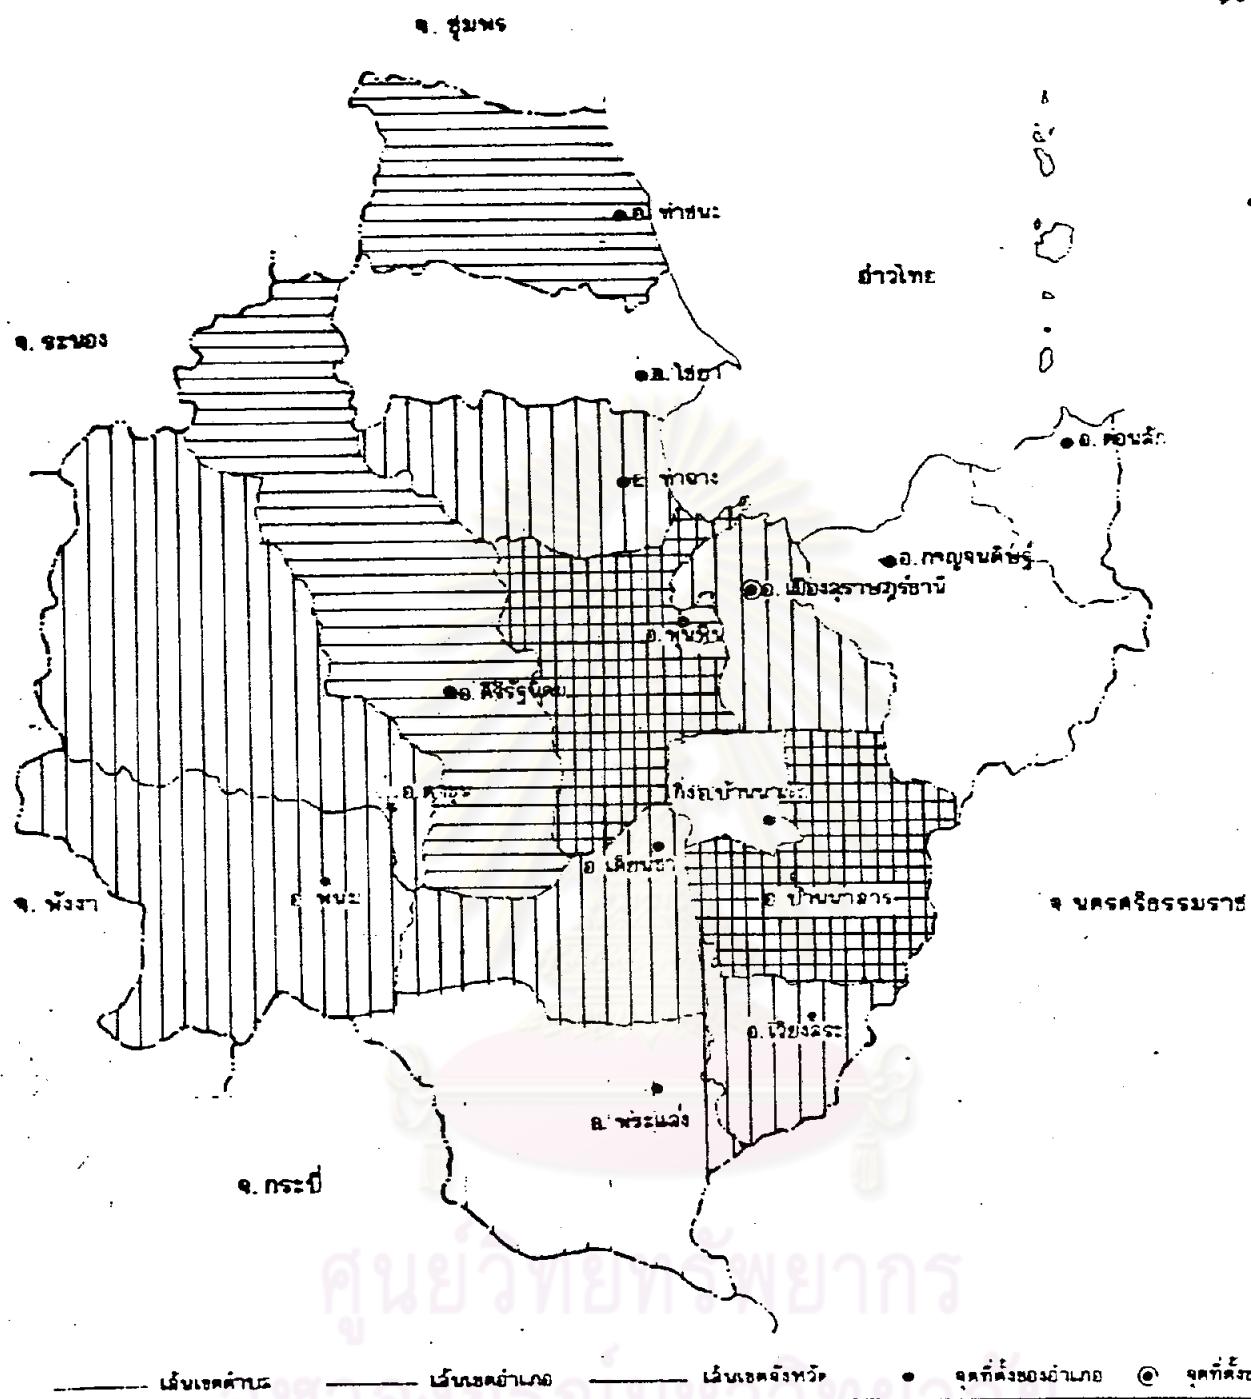 จ. ชุมพร
อ. ท่าชนะ
อ่าวไทย
จ. ระนอง
อ. ไชยา
อ. ดอนสัก
อ. ท่าฉาง
อ. กาญจนดิษฐ์
อ. เมืองสุราษฎร์ธานี
อ. พุนพิน
อ. คีรีรัฐนิคม
อ. ตาขุน
กิ่งอ.บ้านนาเดิม
อ. เคียนซา
จ. พังงา
อ. พนม
อ. บ้านนาสาร
จ นครศรีธรรมราช
อ. เวียงสระ
อ. พระแสง
จ. กระบี่
ศูนย์วิทยทรัพยากร
เส้นเขตตำบล เส้นเขตอำเภอ เส้นเขตจังหวัด จุดที่ตั้งของอำเภอ จุดที่ตั้ง